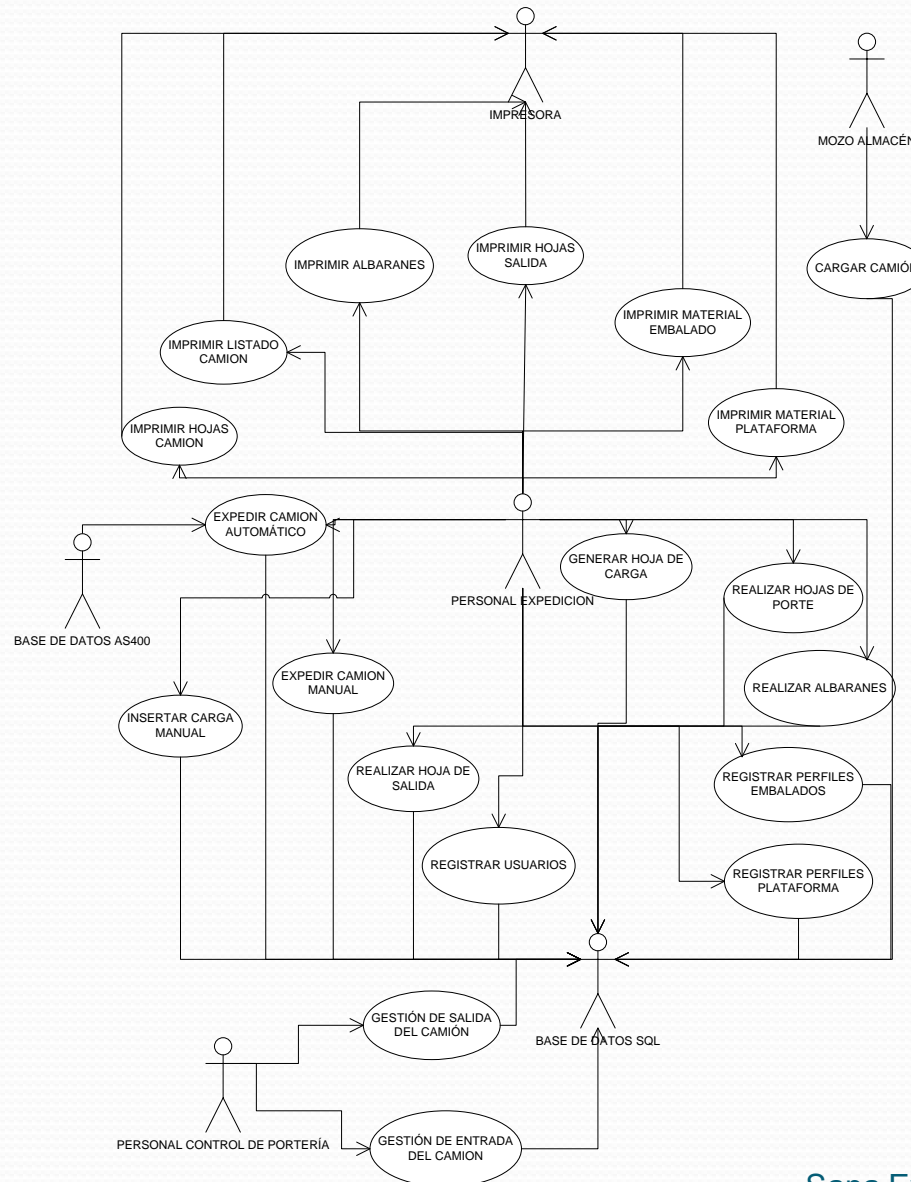 IMPRESORA
MOZO ALMACÉN
IMPRIMIR ALBARANES
IMPRIMIR HOJAS
SALIDA
CARGAR CAMIÓN
IMPRIMIR MATERIAL
EMBALADO
IMPRIMIR LISTADO
CAMION
IMPRIMIR MATERIAL
PLATAFORMA
IMPRIMIR HOJAS
CAMION
EXPEDIR CAMION
AUTOMÁTICO
GENERAR HOJA DE
CARGA
REALIZAR HOJAS DE
PORTE
PERSONAL EXPEDICION
BASE DE DATOS AS400
EXPEDIR CAMION
MANUAL
REALIZAR ALBARANES
INSERTAR CARGA
MANUAL
REALIZAR HOJA DE
SALIDA
REGISTRAR PERFILES
EMBALADOS
REGISTRAR USUARIOS
REGISTRAR PERFILES
PLATAFORMA
GESTIÓN DE SALIDA
DEL CAMIÓN
BASE DE DATOS SQL
PERSONAL CONTROL DE PORTERÍA
GESTIÓN DE ENTRADA
DEL CAMION